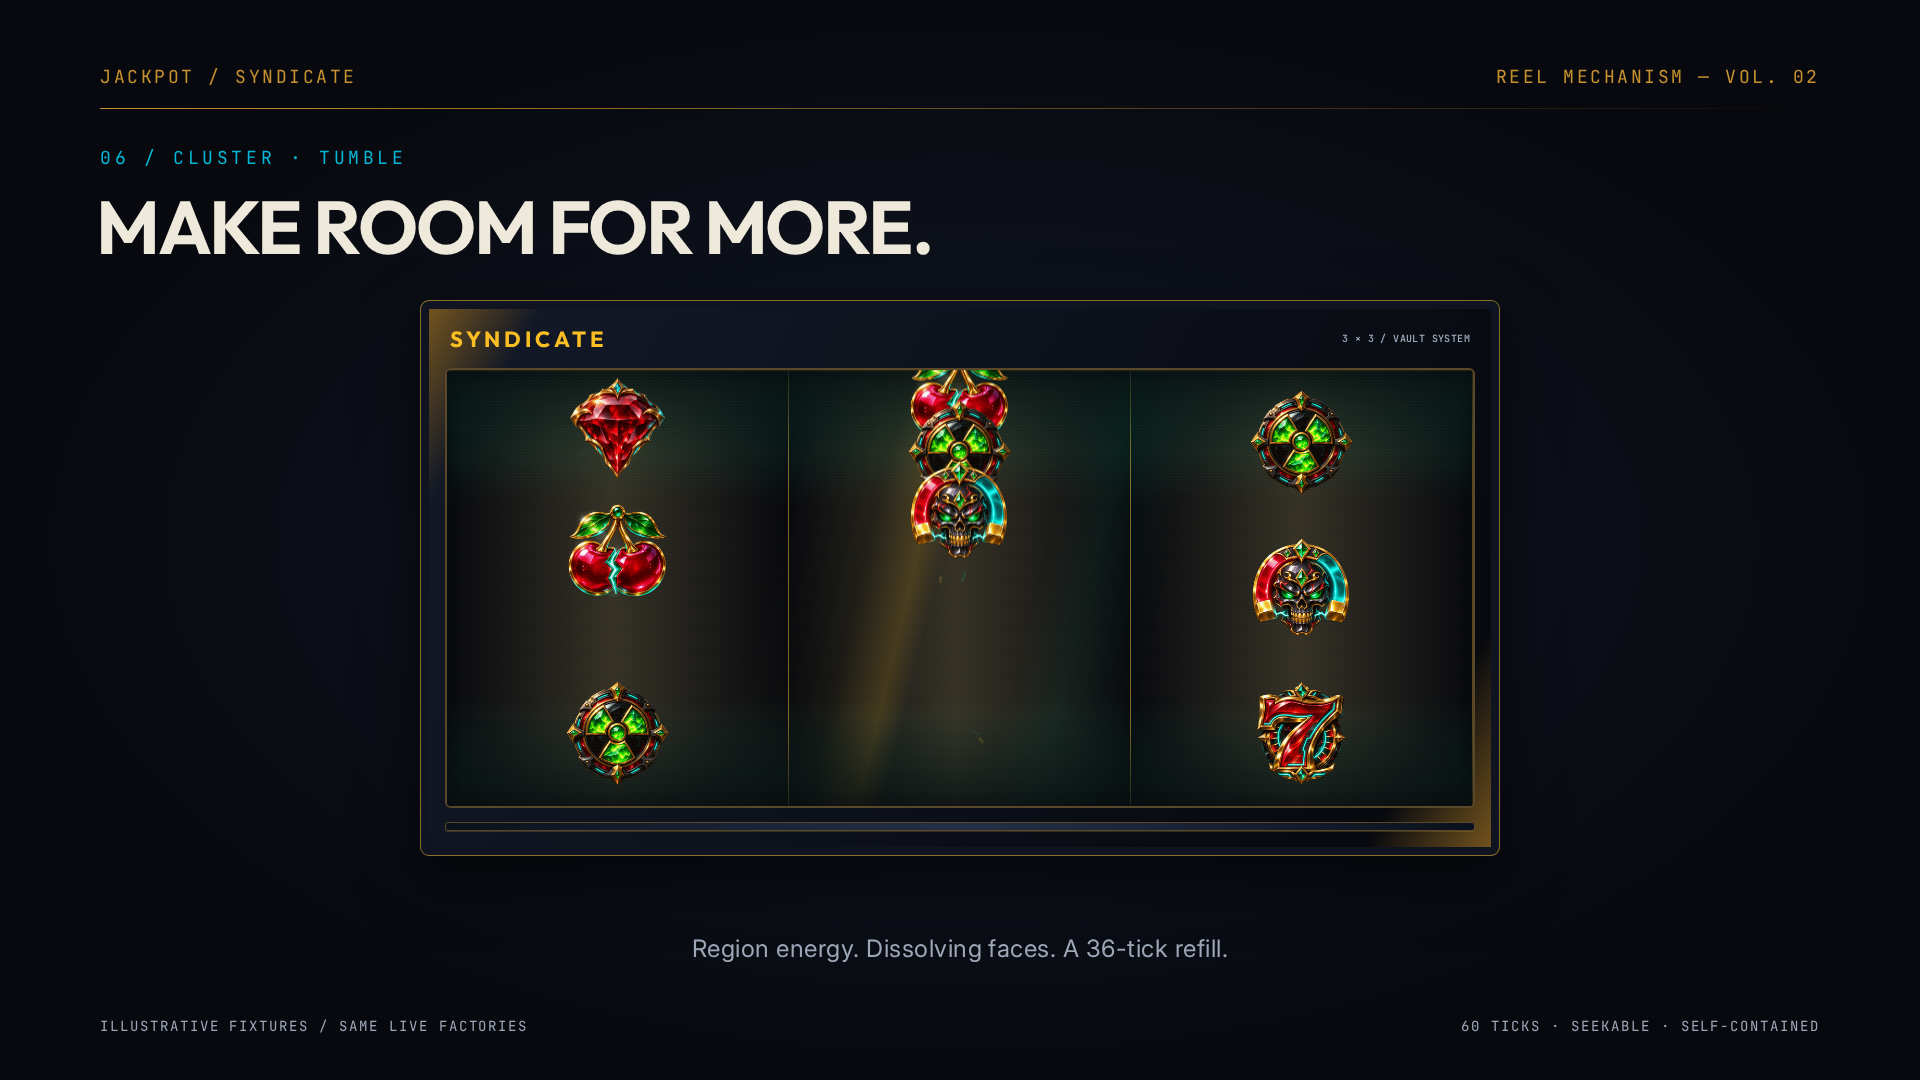 JACKPOT / SYNDICATE
REEL MECHANISM — VOL. 02
06 / CLUSTER · TUMBLE
MAKE ROOM FOR MORE.
SYNDICATE
3 × 3 / VAULT SYSTEM
7
Region energy. Dissolving faces. A 36-tick refill.
ILLUSTRATIVE FIXTURES / SAME LIVE FACTORIES
60 TICKS · SEEKABLE · SELF-CONTAINED